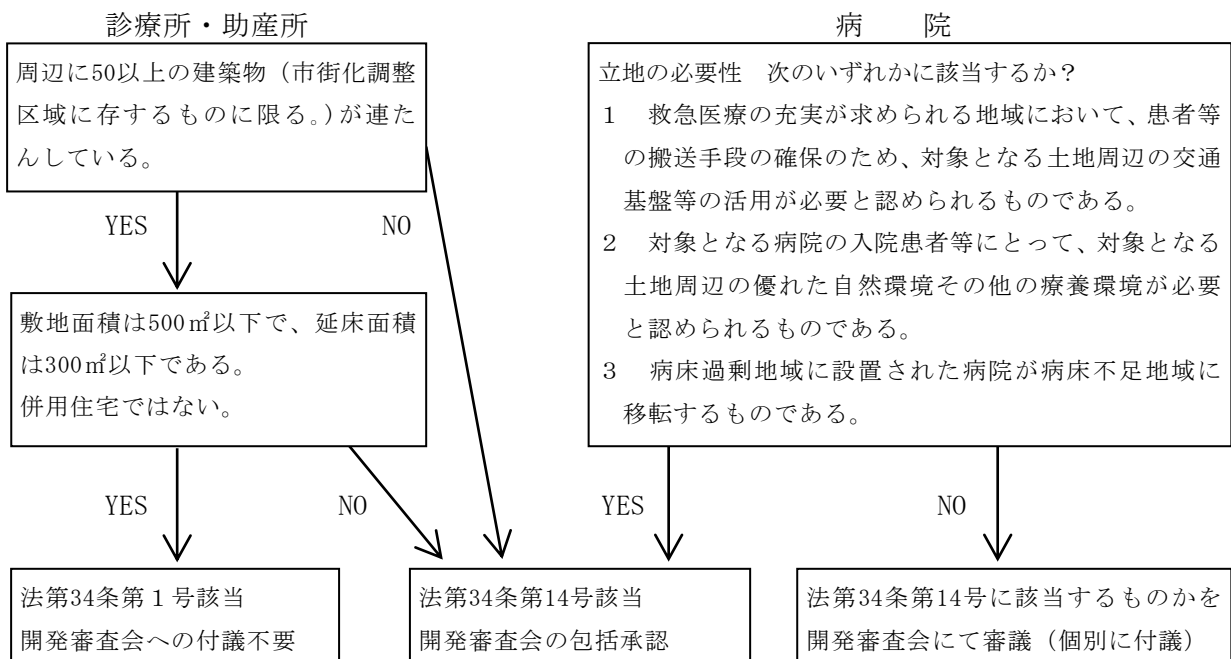 診療所・助産所
周辺に50以上の建築物（市街化調整
区域に存するものに限る。）が連た
んしている。
YES
NO
敷地面積は500㎡以下で、延床面積
は300㎡以下である。
併用住宅ではない。
YES
NO
法第34条第１号該当
開発審査会への付議不要
病　　院
立地の必要性　次のいずれかに該当するか？
１　救急医療の充実が求められる地域において、患者等
の搬送手段の確保のため、対象となる土地周辺の交通
基盤等の活用が必要と認められるものである。
２　対象となる病院の入院患者等にとって、対象となる
土地周辺の優れた自然環境その他の療養環境が必要
と認められるものである。
３　病床過剰地域に設置された病院が病床不足地域に
移転するものである。
YES
NO
法第34条第14号該当
開発審査会の包括承認
法第34条第14号に該当するものかを
開発審査会にて審議（個別に付議）